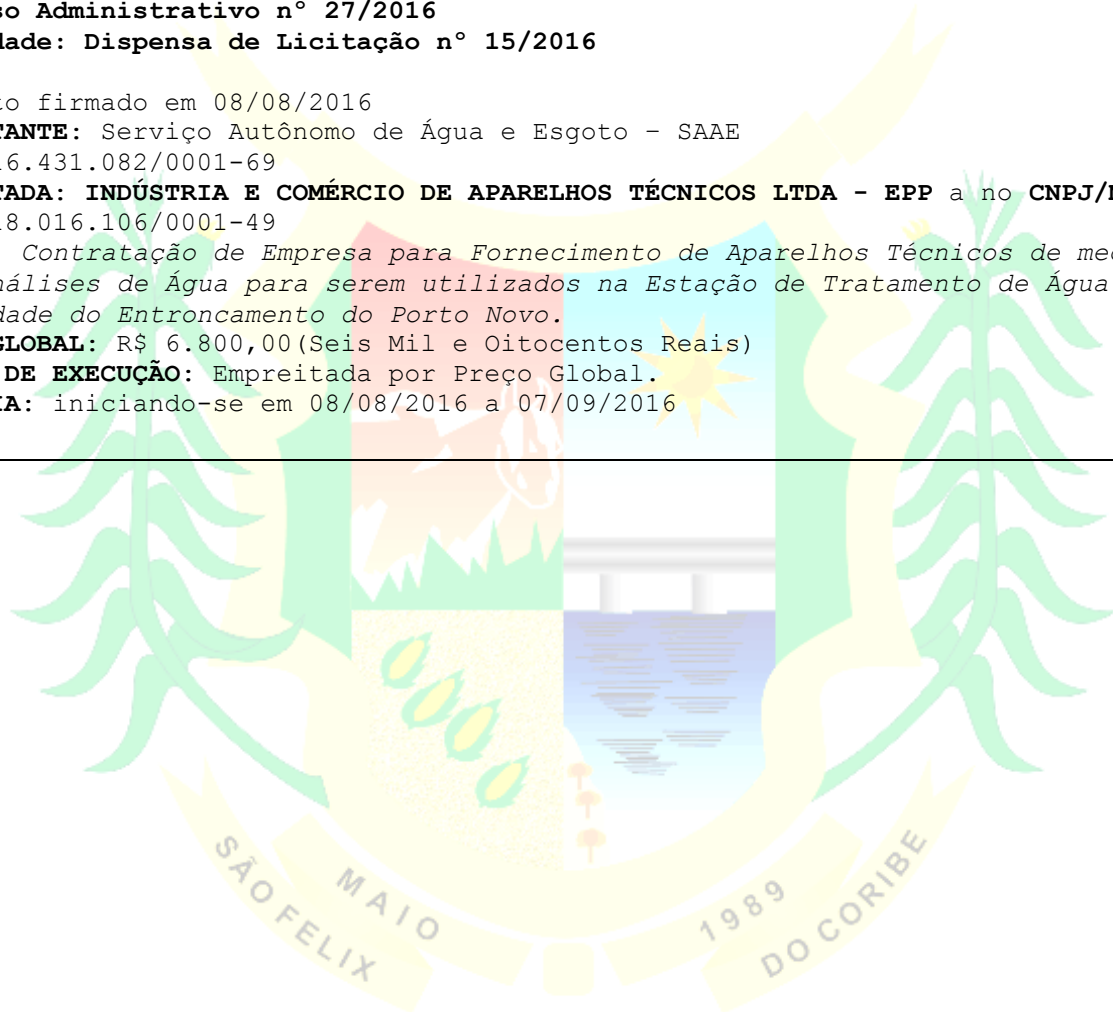 so Administrativo nº 27/2016
dade: Dispensa de Licitação nº 15/2016
to firmado em 08/08/2016
TANTE: Serviço Autônomo de Água e Esgoto – SAAE
16.431.082/0001-69
TADA: INDÚSTRIA E COMÉRCIO DE APARELHOS TÉCNICOS LTDA - EPP a no CNPJ/
18.016.106/0001-49
Contratação de Empresa para Fornecimento de Aparelhos Técnicos de me
nálises de Água para serem utilizados na Estação de Tratamento de Água
dade do Entroncamento do Porto Novo.
GLOBAL: R$ 6.800,00(Seis Mil e Oitocentos Reais)
DE EXECUÇÃO: Empreitada por Preço Global.
IA: iniciando-se em 08/08/2016 a 07/09/2016
SÃO FELIX MAIO 1989 DO CORIBE